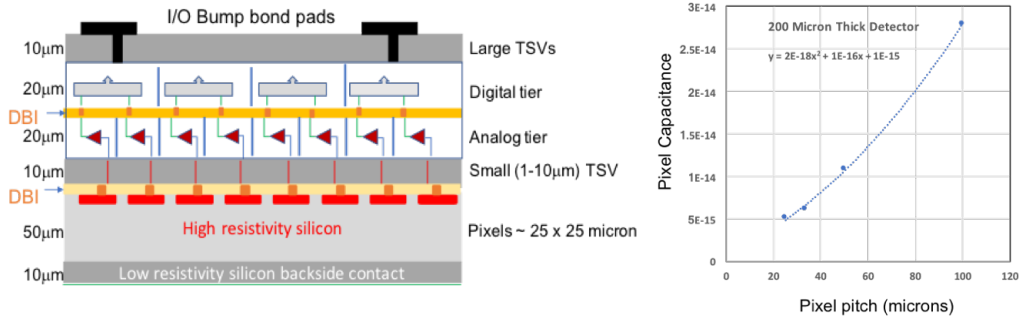 I/O Bump bond pads
10μm
Large TSVs
20μm
Digital tier
DBI
20μm
Analog tier
10μm
Small (1-10μm) TSV
DBI
50μm
High resistivity silicon
Pixels ~ 25 x 25 micron
10μm
Low resistivity silicon backside contact
200 Micron Thick Detector
y = 2E-18x² + 1E-16x + 1E-15
Pixel Capacitance
3E-14
2.5E-14
2E-14
1.5E-14
1E-14
5E-15
0
0 20 40 60 80 100 120
Pixel pitch (microns)